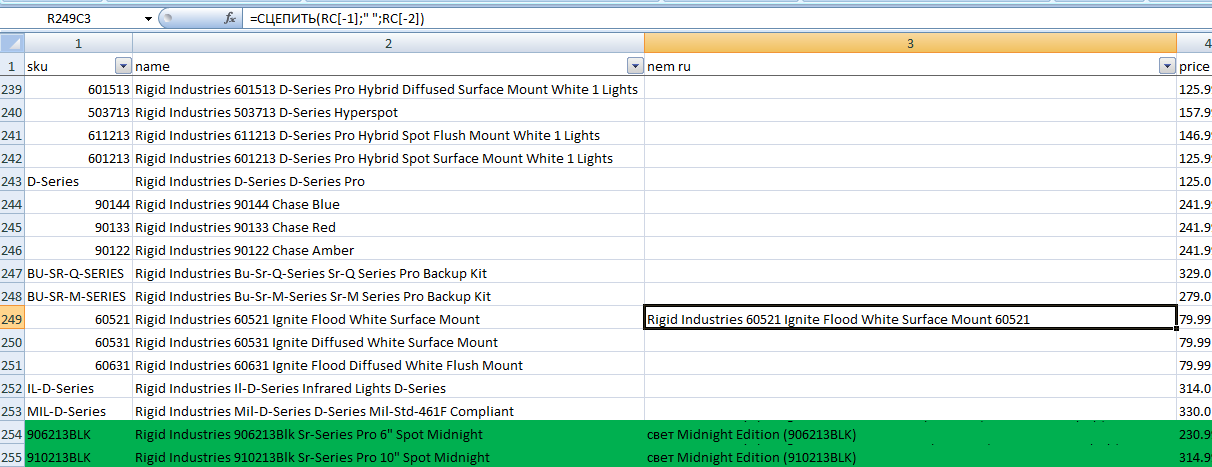 R249C3 fx =СЦЕПИТЬ(RC[-1];" ";RC[-2])
1 2 3 4
1 sku name nem ru price
239 601513 Rigid Industries 601513 D-Series Pro Hybrid Diffused Surface Mount White 1 Lights 125.9
240 503713 Rigid Industries 503713 D-Series Hyperspot 157.9
241 611213 Rigid Industries 611213 D-Series Pro Hybrid Spot Flush Mount White 1 Lights 146.9
242 601213 Rigid Industries 601213 D-Series Pro Hybrid Spot Surface Mount White 1 Lights 125.9
243 D-Series Rigid Industries D-Series D-Series Pro 125.0
244 90144 Rigid Industries 90144 Chase Blue 241.9
245 90133 Rigid Industries 90133 Chase Red 241.9
246 90122 Rigid Industries 90122 Chase Amber 241.9
247 BU-SR-Q-SERIES Rigid Industries Bu-Sr-Q-Series Sr-Q Series Pro Backup Kit 329.0
248 BU-SR-M-SERIES Rigid Industries Bu-Sr-M-Series Sr-M Series Pro Backup Kit 279.0
249 60521 Rigid Industries 60521 Ignite Flood White Surface Mount Rigid Industries 60521 Ignite Flood White Surface Mount 60521 79.99
250 60531 Rigid Industries 60531 Ignite Diffused White Surface Mount 79.99
251 60631 Rigid Industries 60631 Ignite Flood Diffused White Flush Mount 79.99
252 IL-D-Series Rigid Industries Il-D-Series Infrared Lights D-Series 314.0
253 MIL-D-Series Rigid Industries Mil-D-Series D-Series Mil-Std-461F Compliant 330.0
254 906213BLK Rigid Industries 906213Blk Sr-Series Pro 6" Spot Midnight свет Midnight Edition (906213BLK) 230.9
255 910213BLK Rigid Industries 910213Blk Sr-Series Pro 10" Spot Midnight свет Midnight Edition (910213BLK) 314.9